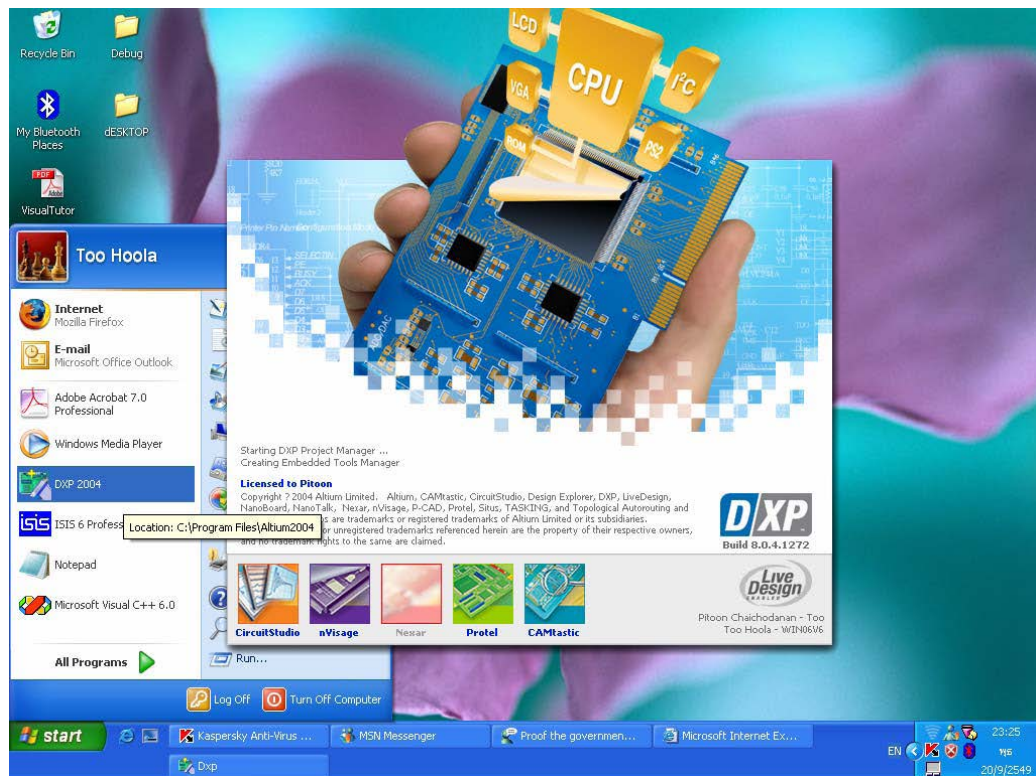 Recycle Bin
Debug
My Bluetooth
Places
dESKTOP
VisualTutor
LCD
CPU
I²C
VGA
ROM
PS2
Too Hoola
Internet
Mozilla Firefox
E-mail
Microsoft Office Outlook
Adobe Acrobat 7.0
Professional
Windows Media Player
DXP 2004
ISIS 6 Profess
Location: C:\Program Files\Altium2004
Notepad
Microsoft Visual C++ 6.0
All Programs
Run...
Log Off
Turn Off Computer
Starting DXP Project Manager ...
Creating Embedded Tools Manager
Licensed to Pitoon
Copyright ? 2004 Altium Limited. Altium, CAMtastic, CircuitStudio, Design Explorer, DXP, LiveDesign,
NanoBoard, NanoTalk, Nexar, nVisage, P-CAD, Protel, Situs, TASKING, and Topological Autorouting and
s are trademarks or registered trademarks of Altium Limited or its subsidiaries.
or unregistered trademarks referenced herein are the property of their respective owners,
and no trademark rights to the same are claimed.
DXP
Build 8.0.4.1272
CircuitStudio
nVisage
Nexar
Protel
CAMtastic
Live
Design
ENABLED
Pitoon Chaichodanan - Too
Too Hoola - WIN06V6
start
Kaspersky Anti-Virus ...
MSN Messenger
Proof the governmen...
Microsoft Internet Ex...
Dxp
EN
23:25
พุธ
20/9/2549